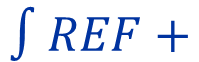 ∫ REF +